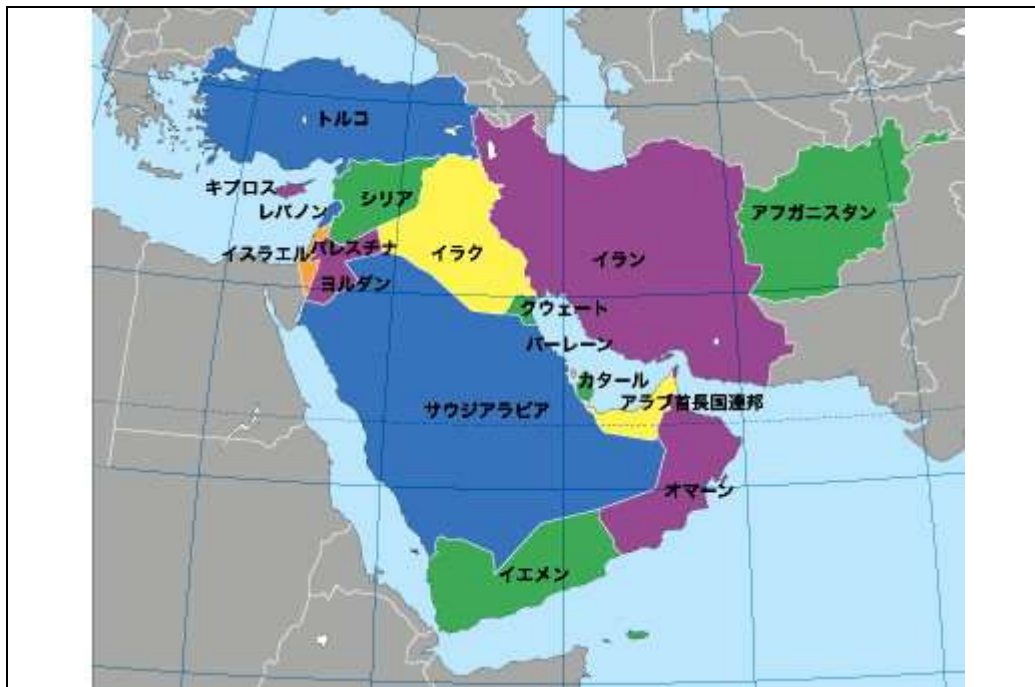 トルコ
キプロス
シリア
レバノン
アフガニスタン
イスラエル
パレスチナ
イラク
イラン
ヨルダン
クウェート
バーレーン
カタール
サウジアラビア
アラブ首長国連邦
オマーン
イエメン